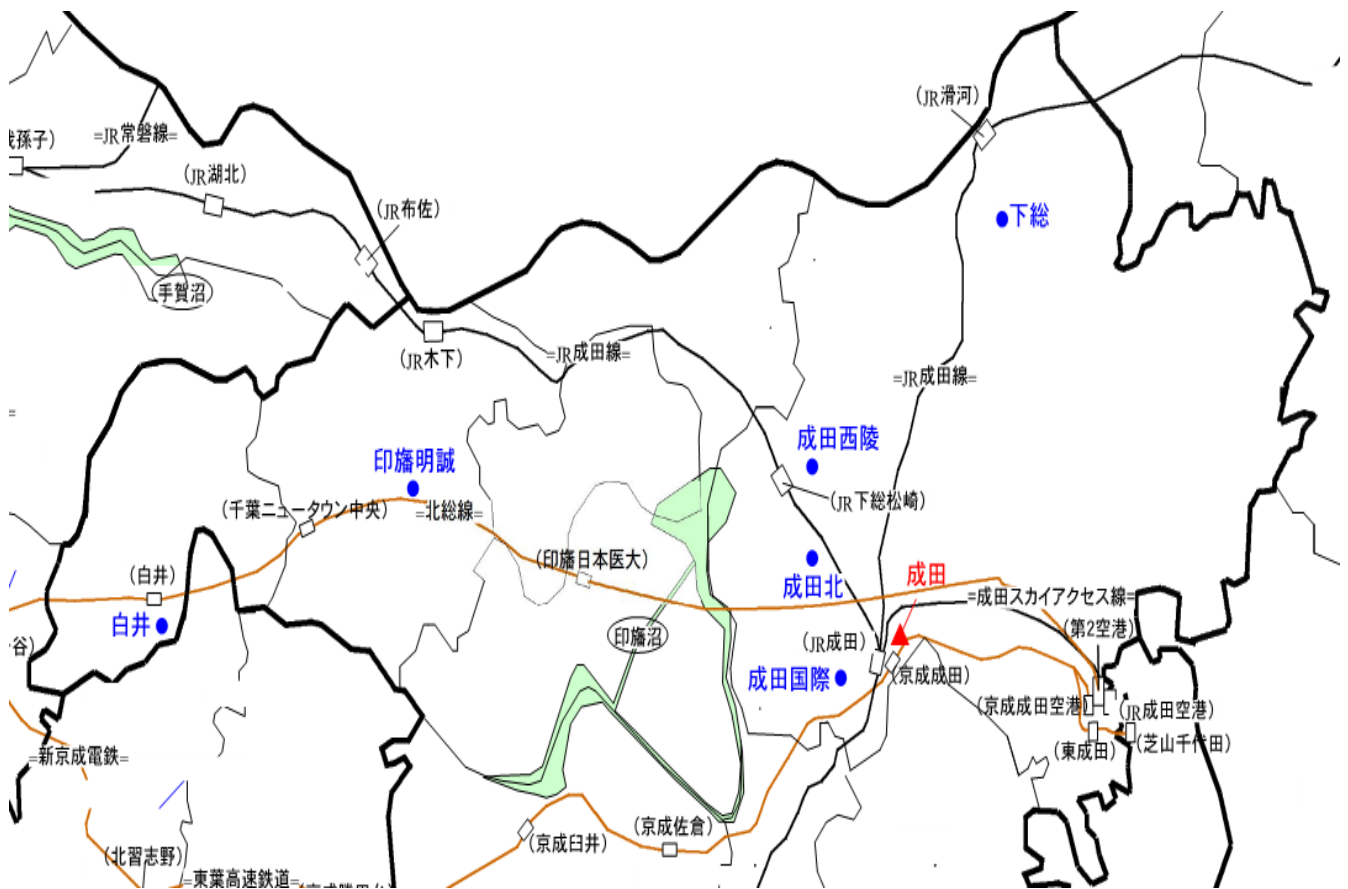 （JR滑河）
=JR常磐線=
孫子）
（JR湖北）
（JR布佐）
下総
手賀沼
（JR木下）
=JR成田線=
=JR成田線=
成田西陵
印旛明誠
（JR下総松崎）
（千葉ニュータウン中央）
=北総線=
（印旛日本医大）
（白井）
成田北
成田
=成田スカイアクセス線=
白井
印旛沼
（JR成田）
（第2空港）
谷）
成田国際
（京成成田）
（京成成田空港）
（JR成田空港）
（東成田）
（芝山千代田）
=新京成電鉄=
（京成臼井）
（京成佐倉）
（北習志野）
=東葉高速鉄道=